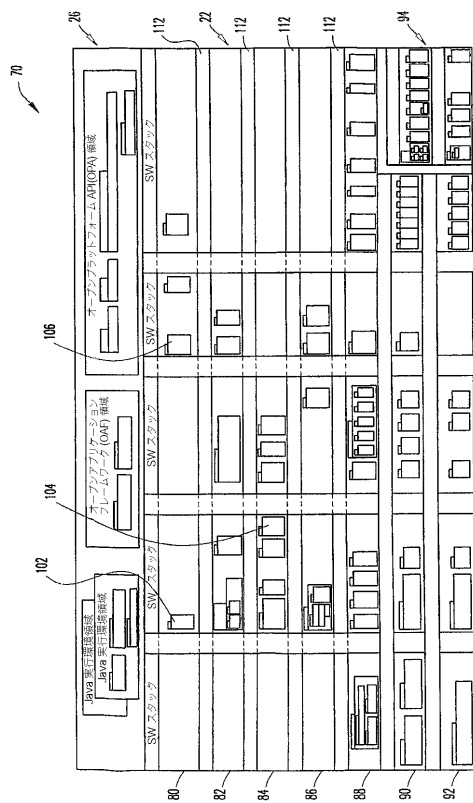 70
26
112
22
112
112
112
94
Java 実行環境領域
Java 実行環境領域
オープンアプリケーション
フレームワーク (OAF) 領域
オープンプラットフォーム API(OPA) 領域
SW スタック
SW スタック
SW スタック
SW スタック
SW スタック
102
104
106
80
82
84
86
88
90
92